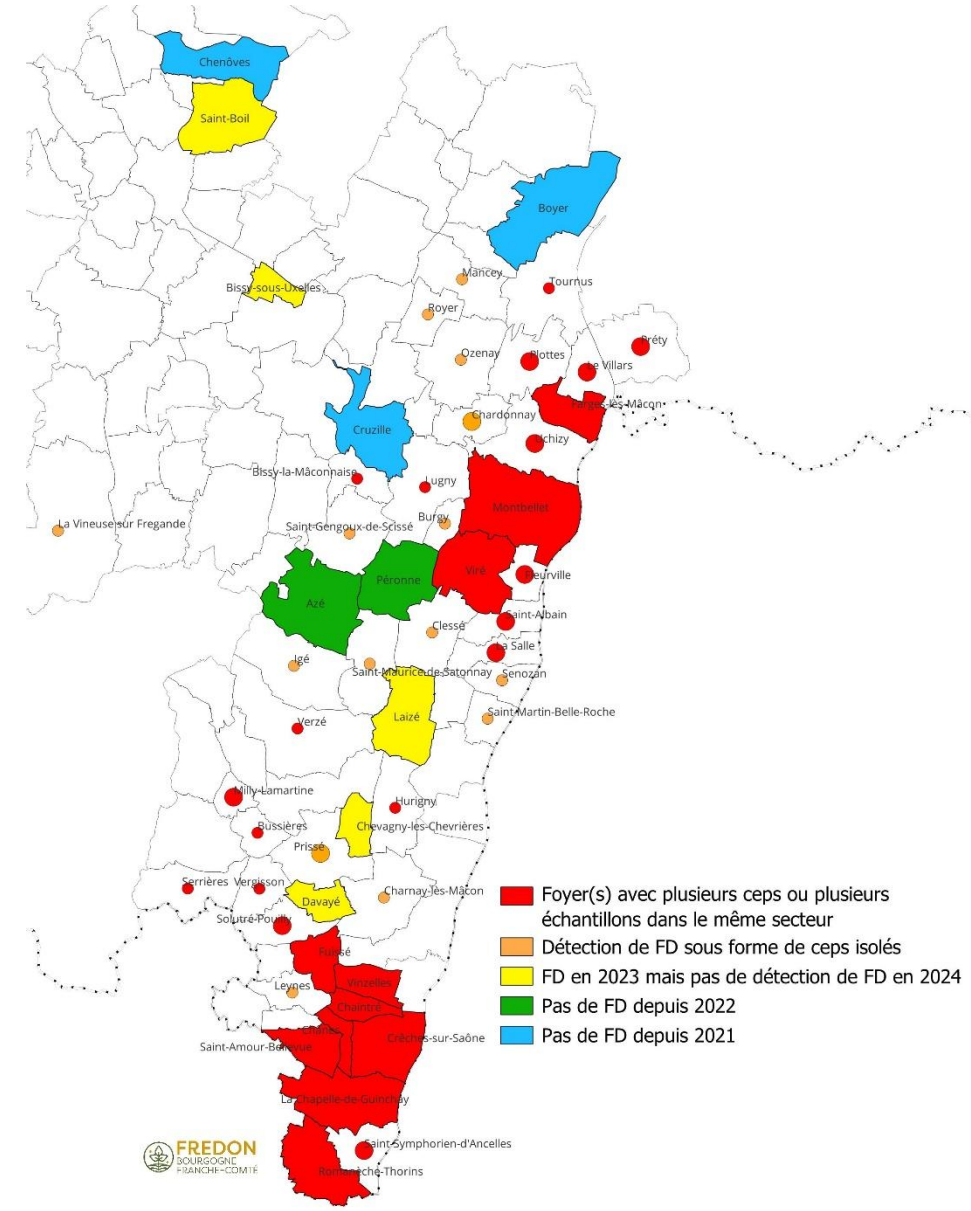 Chenôves
Saint-Boil
Boyer
Mancey
Tournus
Bissy-sous-Uxelles
Royer
Préty
Ozenay
Plottes
Le Villars
Farges-lès-Mâcon
Chardonnay
Cruzille
Uchizy
Bissy-la-Mâconnaise
Lugny
Montbellet
Burgy
La Vineuse sur Fregande
Saint-Gengoux-de-Scissé
Viré
Fleurville
Péronne
Azé
Saint-Albain
Clessé
La Salle
Igé
Saint-Maurice-de-Satonnay
Senozan
Saint-Martin-Belle-Roche
Laizé
Verzé
Milly-Lamartine
Hurigny
Bussières
Chevagny-les-Chevrières
Prissé
Serrières
Vergisson
Charnay-lès-Mâcon
Davayé
Solutré-Pouilly
Foyer(s) avec plusieurs ceps ou plusieurs
échantillons dans le même secteur
Détection de FD sous forme de ceps isolés
FD en 2023 mais pas de détection de FD en 2024
Pas de FD depuis 2022
Pas de FD depuis 2021
Fuissé
Vinzelles
Leynes
Chaintré
Chânes
Crêches-sur-Saône
Saint-Amour-Bellevue
La Chapelle-de-Guinchay
Saint-Symphorien-d'Ancelles
Romanèche-Thorins
FREDON
BOURGOGNE
FRANCHE-COMTÉ